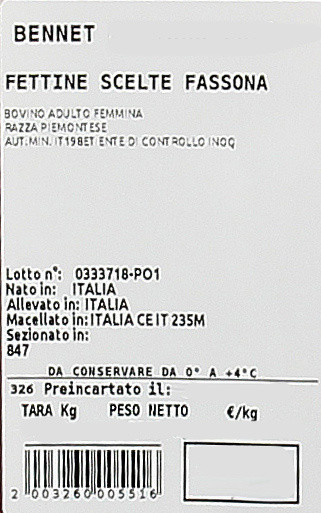 BENNET
FETTINE SCELTE FASSONA
BOVINO ADULTO FEMMINA
RAZZA PIEMONTESE
AUT.MIN. IT198ET ENTE DI CONTROLLO INOQ
Lotto n°: 0333718-PO1
Nato in: ITALIA
Allevato in: ITALIA
Macellato in: ITALIA CE IT 235M
Sezionato in:
847
DA CONSERVARE DA 0° A +4°C
326 Preincartato il:
TARA Kg PESO NETTO €/kg
2 003260 005516